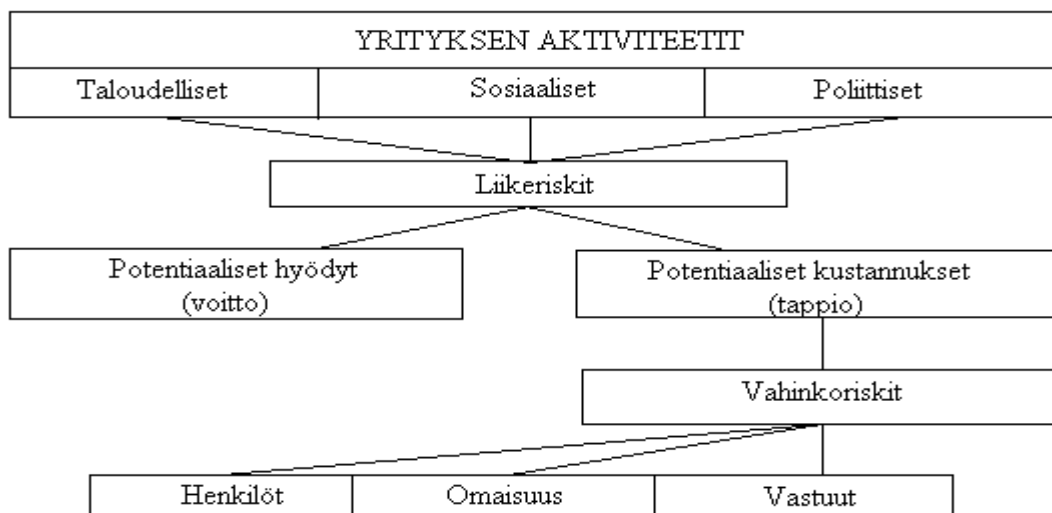 YRITYKSEN AKTIVITEETIT
Taloudelliset
Sosiaaliset
Poliittiset
Liikeriskit
Potentiaaliset hyödyt
(voitto)
Potentiaaliset kustannukset
(tappio)
Vahinkoriskit
Henkilöt
Omaisuus
Vastuut